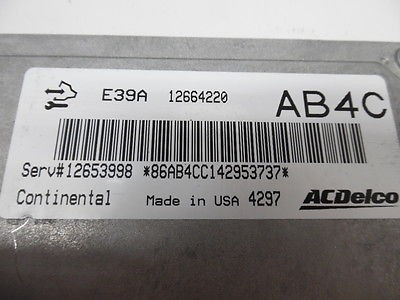 E39A 12664220 AB4C
Serv#12653998 *86AB4CC142953737*
Continental Made in USA 4297 ACDelco